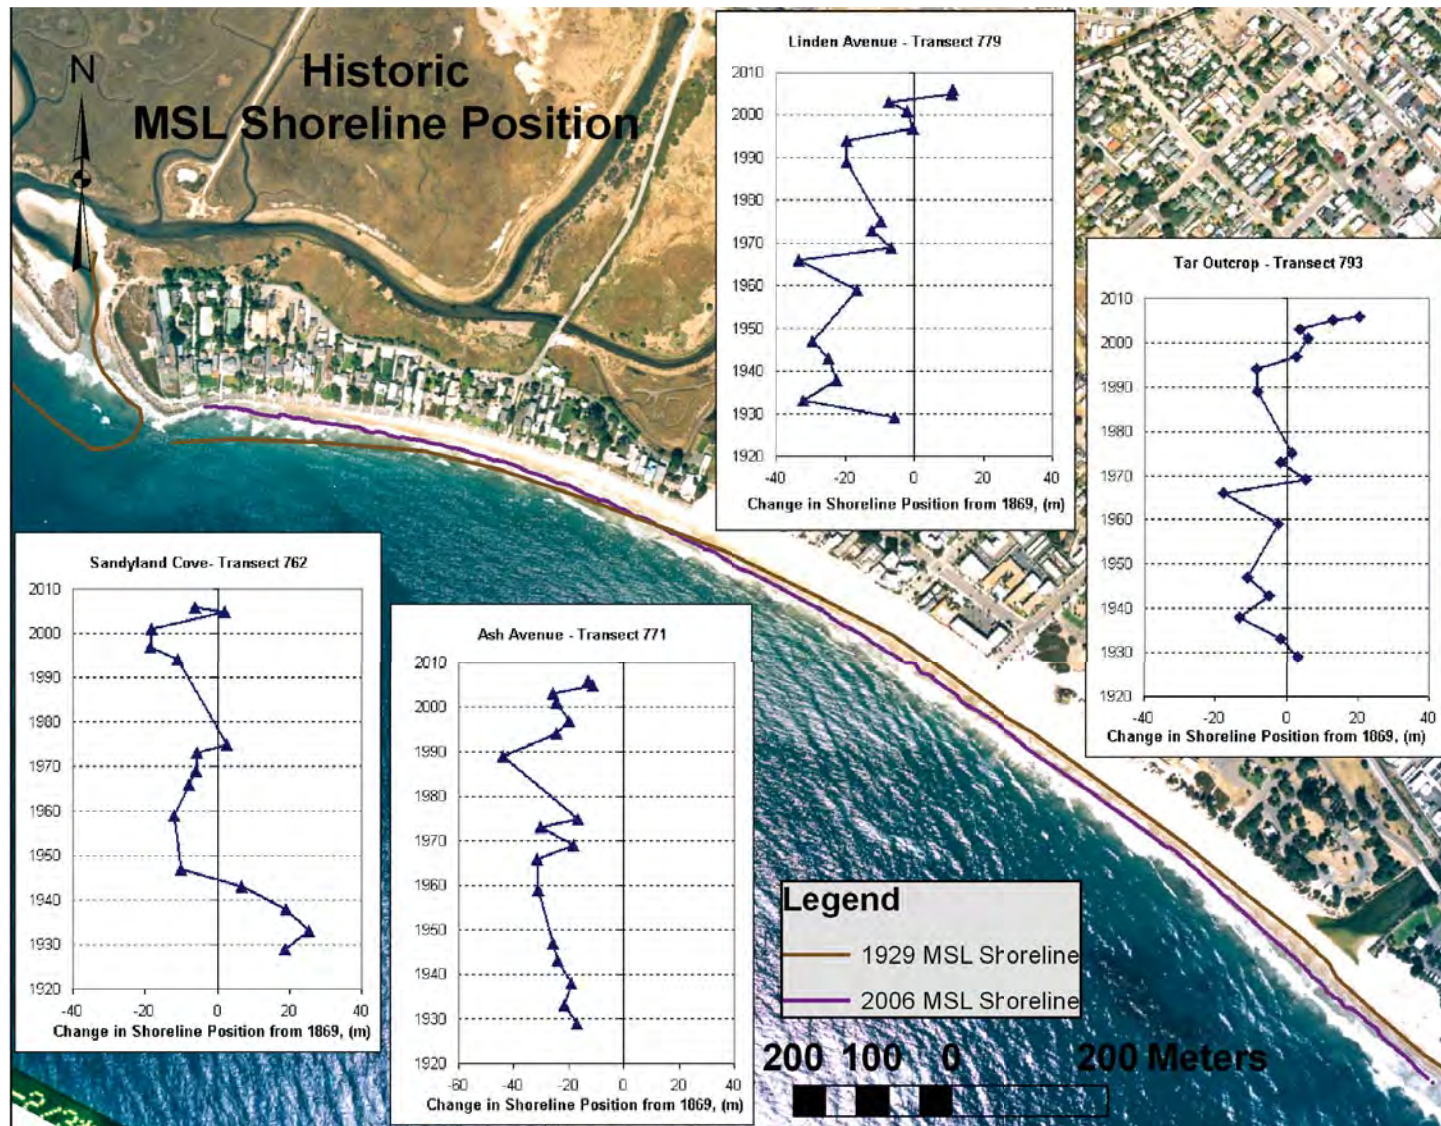 Historic
MSL Shoreline Position
N
Linden Avenue - Transect 779
2010
2000
1990
1980
1970
1960
1950
1940
1930
1920
-40 -20 0 20 40
Change in Shoreline Position from 1869, (m)
Tar Outcrop - Transect 793
2010
2000
1990
1980
1970
1960
1950
1940
1930
1920
-40 -20 0 20 40
Change in Shoreline Position from 1869, (m)
Sandyland Cove- Transect 762
2010
2000
1990
1980
1970
1960
1950
1940
1930
1920
-40 -20 0 20 40
Change in Shoreline Position from 1869, (m)
Ash Avenue - Transect 771
2010
2000
1990
1980
1970
1960
1950
1940
1930
1920
-60 -40 -20 0 20 40
Change in Shoreline Position from 1869, (m)
Legend
1929 MSL Shoreline
2006 MSL Shoreline
200 100 0 200 Meters